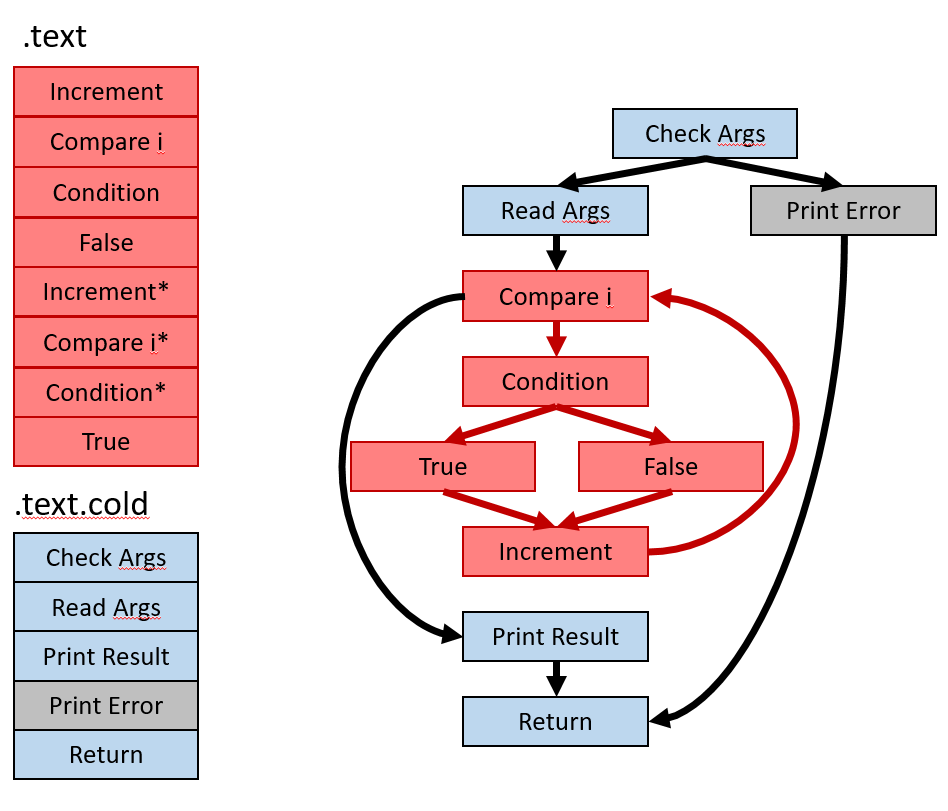 .text
Increment
Compare i
Condition
False
Increment*
Compare i*
Condition*
True
.text.cold
Check Args
Read Args
Print Result
Print Error
Return
Check Args
Read Args
Print Error
Compare i
Condition
True
False
Increment
Print Result
Return